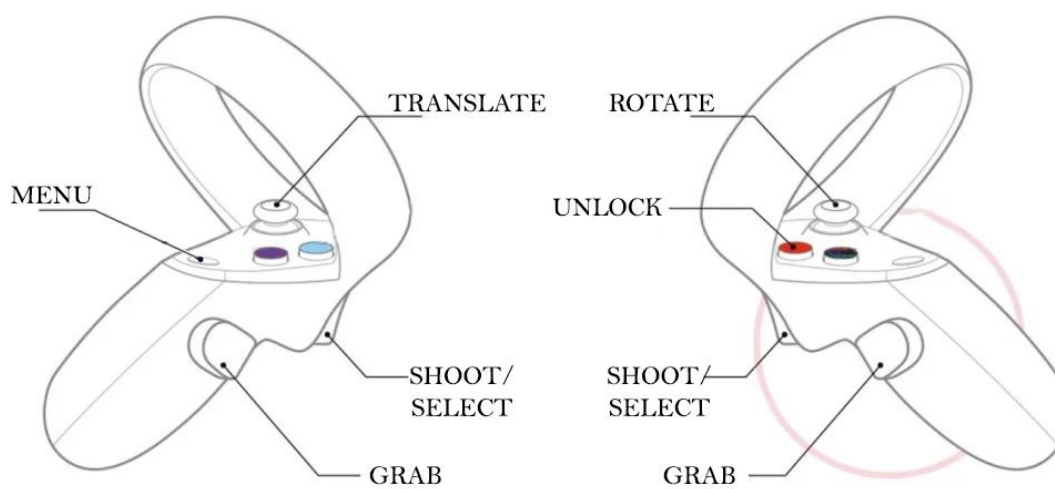 TRANSLATE
MENU
SHOOT/
SELECT
GRAB
ROTATE
UNLOCK
SHOOT/
SELECT
GRAB